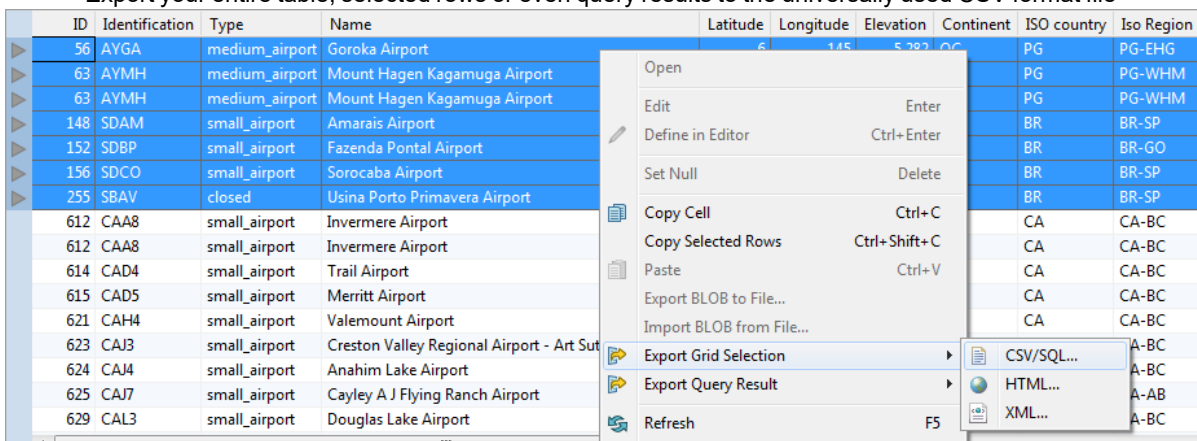 Export your entire table, selected rows or even query results to the universally used CSV format file
ID Identification Type Name Latitude Longitude Elevation Continent ISO country Iso Region
56 AYGA medium_airport Goroka Airport 6 145 5,282 OC PG PG-EHG
63 AYMH medium_airport Mount Hagen Kagamuga Airport PG PG-WHM
63 AYMH medium_airport Mount Hagen Kagamuga Airport PG PG-WHM
148 SDAM small_airport Amarais Airport BR BR-SP
152 SDBP small_airport Fazenda Pontal Airport BR BR-GO
156 SDCO small_airport Sorocaba Airport BR BR-SP
255 SBAV closed Usina Porto Primavera Airport BR BR-SP
612 CAA8 small_airport Invermere Airport CA CA-BC
612 CAA8 small_airport Invermere Airport CA CA-BC
614 CAD4 small_airport Trail Airport CA CA-BC
615 CAD5 small_airport Merritt Airport CA CA-BC
621 CAH4 small_airport Valemount Airport CA CA-BC
623 CAJ3 small_airport Creston Valley Regional Airport - Art Sut A-BC
624 CAJ4 small_airport Anahim Lake Airport A-BC
625 CAJ7 small_airport Cayley A J Flying Ranch Airport A-AB
629 CAL3 small_airport Douglas Lake Airport A-BC
Open
Edit Enter
Define in Editor Ctrl+Enter
Set Null Delete
Copy Cell Ctrl+C
Copy Selected Rows Ctrl+Shift+C
Paste Ctrl+V
Export BLOB to File...
Import BLOB from File...
Export Grid Selection
Export Query Result
Refresh F5
CSV/SQL...
HTML...
XML...